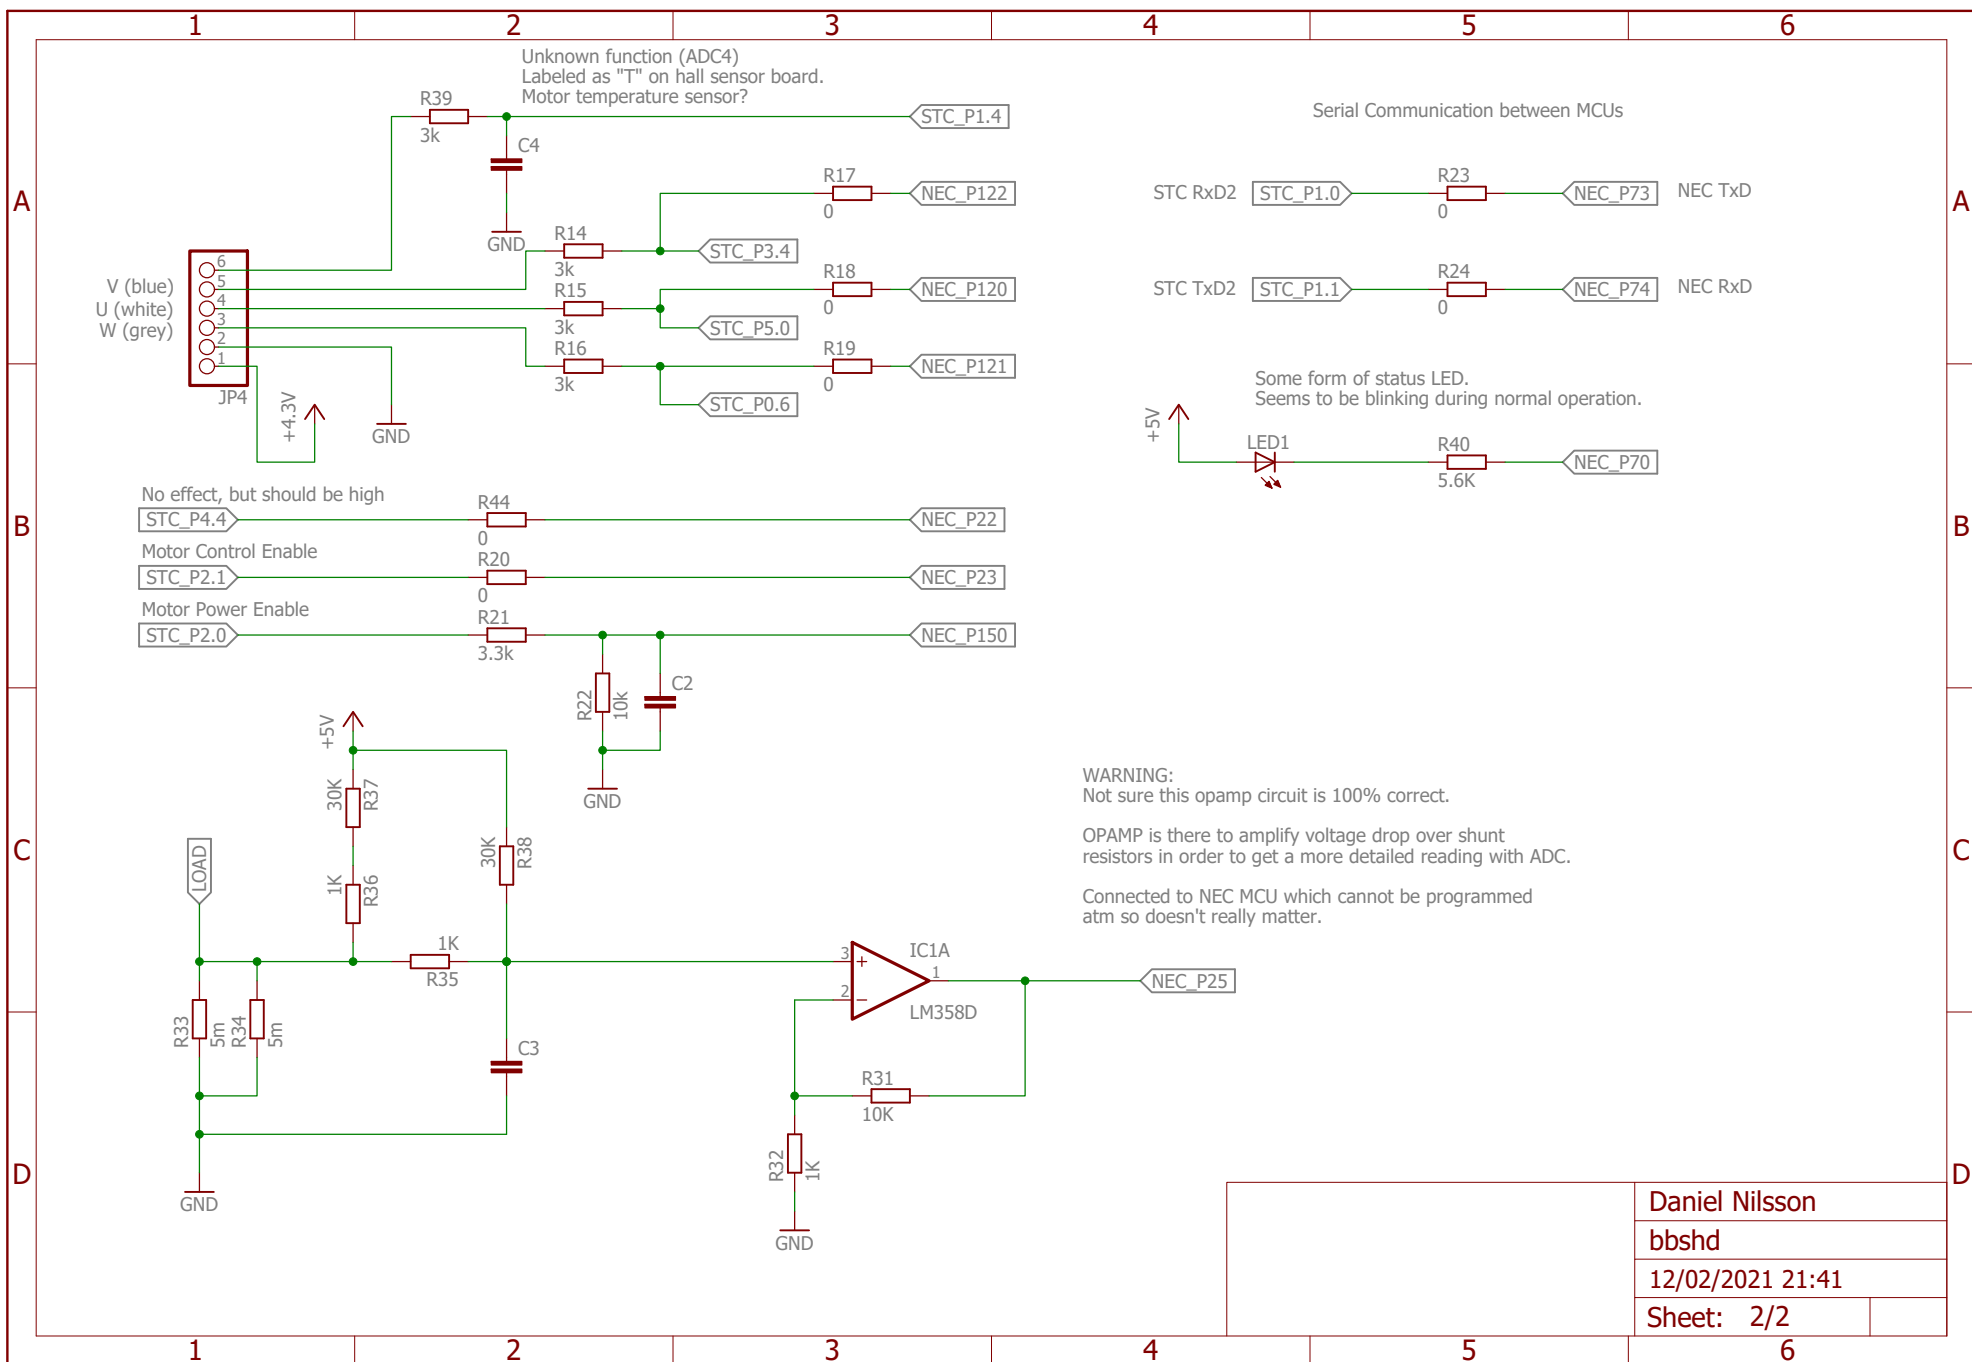 1 2 3 4 5 6
A
B
C
D
A
B
C
D
1 2 3 4 5 6
Unknown function (ADC4)
Labeled as "T" on hall sensor board.
Motor temperature sensor?
R39
3k
C4
GND
STC_P1.4
R17
0
NEC_P122
R14
3k
STC_P3.4
R18
0
NEC_P120
R15
3k
STC_P5.0
R16
3k
R19
0
NEC_P121
STC_P0.6
V (blue)
U (white)
W (grey)
6
5
4
3
2
1
JP4
+4.3V
GND
Serial Communication between MCUs
STC RxD2
STC_P1.0
R23
0
NEC_P73
NEC TxD
STC TxD2
STC_P1.1
R24
0
NEC_P74
NEC RxD
Some form of status LED.
Seems to be blinking during normal operation.
+5V
LED1
R40
5.6K
NEC_P70
No effect, but should be high
STC_P4.4
R44
0
NEC_P22
Motor Control Enable
STC_P2.1
R20
0
NEC_P23
Motor Power Enable
STC_P2.0
R21
3.3k
NEC_P150
R22
10k
C2
GND
+5V
30K
R37
1K
R36
30K
R38
LOAD
1K
R35
R33
5m
R34
5m
C3
GND
3
2
1
+
−
IC1A
LM358D
NEC_P25
R31
10K
R32
1K
GND
WARNING:
Not sure this opamp circuit is 100% correct.
OPAMP is there to amplify voltage drop over shunt
resistors in order to get a more detailed reading with ADC.
Connected to NEC MCU which cannot be programmed
atm so doesn't really matter.
Daniel Nilsson
bbshd
12/02/2021 21:41
Sheet: 2/2